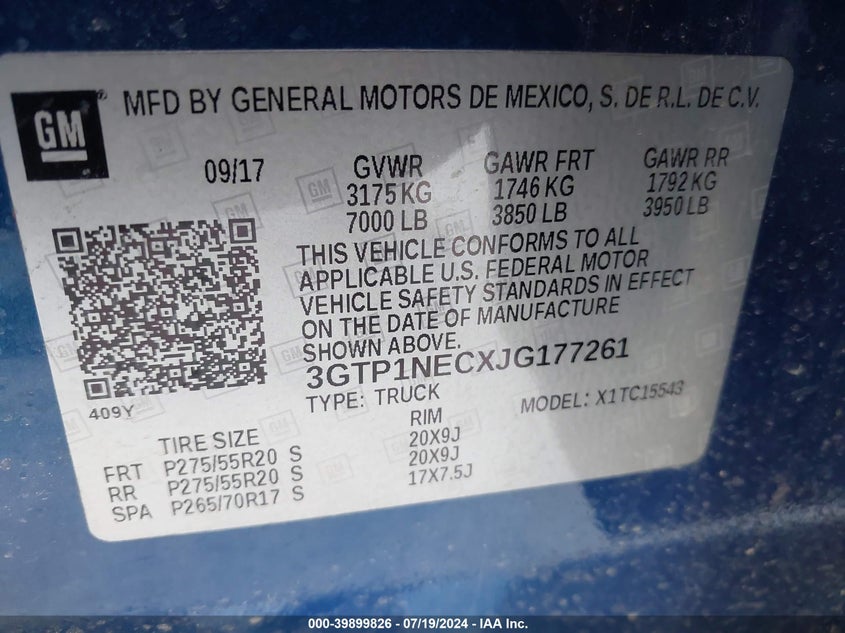 GM
MFD BY GENERAL MOTORS DE MEXICO, S. DE R.L. DE C.V.
09/17 GVWR GAWR FRT GAWR RR
3175 KG 1746 KG 1792 KG
7000 LB 3850 LB 3950 LB
THIS VEHICLE CONFORMS TO ALL
APPLICABLE U.S. FEDERAL MOTOR
VEHICLE SAFETY STANDARDS IN EFFECT
ON THE DATE OF MANUFACTURE
SHOWN ABOVE.
3GTP1NECXJG177261
409Y
TYPE: TRUCK MODEL: X1TC15543
TIRE SIZE RIM
FRT P275/55R20 S 20X9J
RR P275/55R20 S 20X9J
SPA P265/70R17 S 17X7.5J
000-39899826 - 07/19/2024 - IAA Inc.